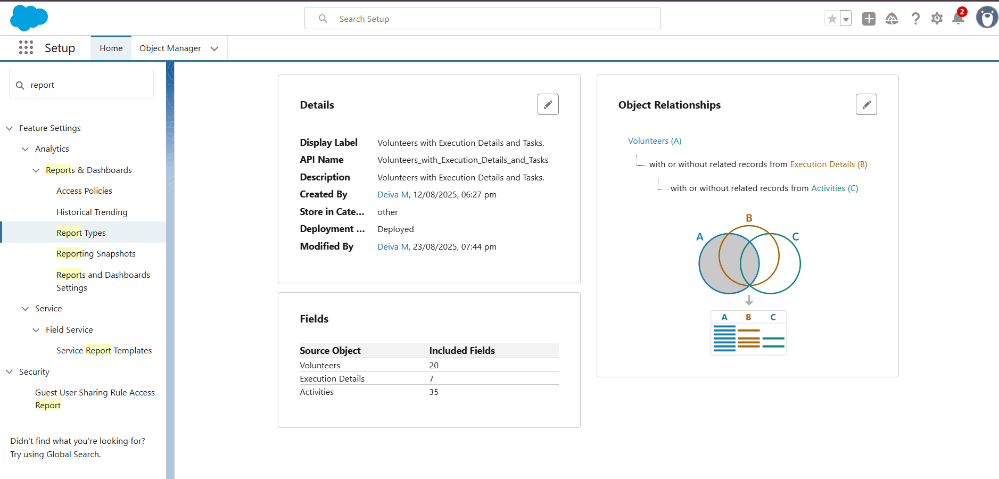 Search Setup
2
Setup
Home
Object Manager
report
Feature Settings
Analytics
Reports & Dashboards
Access Policies
Historical Trending
Report Types
Reporting Snapshots
Reports and Dashboards
Settings
Service
Field Service
Service Report Templates
Security
Guest User Sharing Rule Access
Report
Didn't find what you're looking for?
Try using Global Search.
Details
Display Label Volunteers with Execution Details and Tasks.
API Name Volunteers_with_Execution_Details_and_Tasks
Description Volunteers with Execution Details and Tasks.
Created By Deiva M, 12/08/2025, 06:27 pm
Store in Cate... other
Deployment ... Deployed
Modified By Deiva M, 23/08/2025, 07:44 pm
Fields
Source Object Included Fields
Volunteers 20
Execution Details 7
Activities 35
Object Relationships
Volunteers (A)
with or without related records from Execution Details (B)
with or without related records from Activities (C)
B
A C
A B C